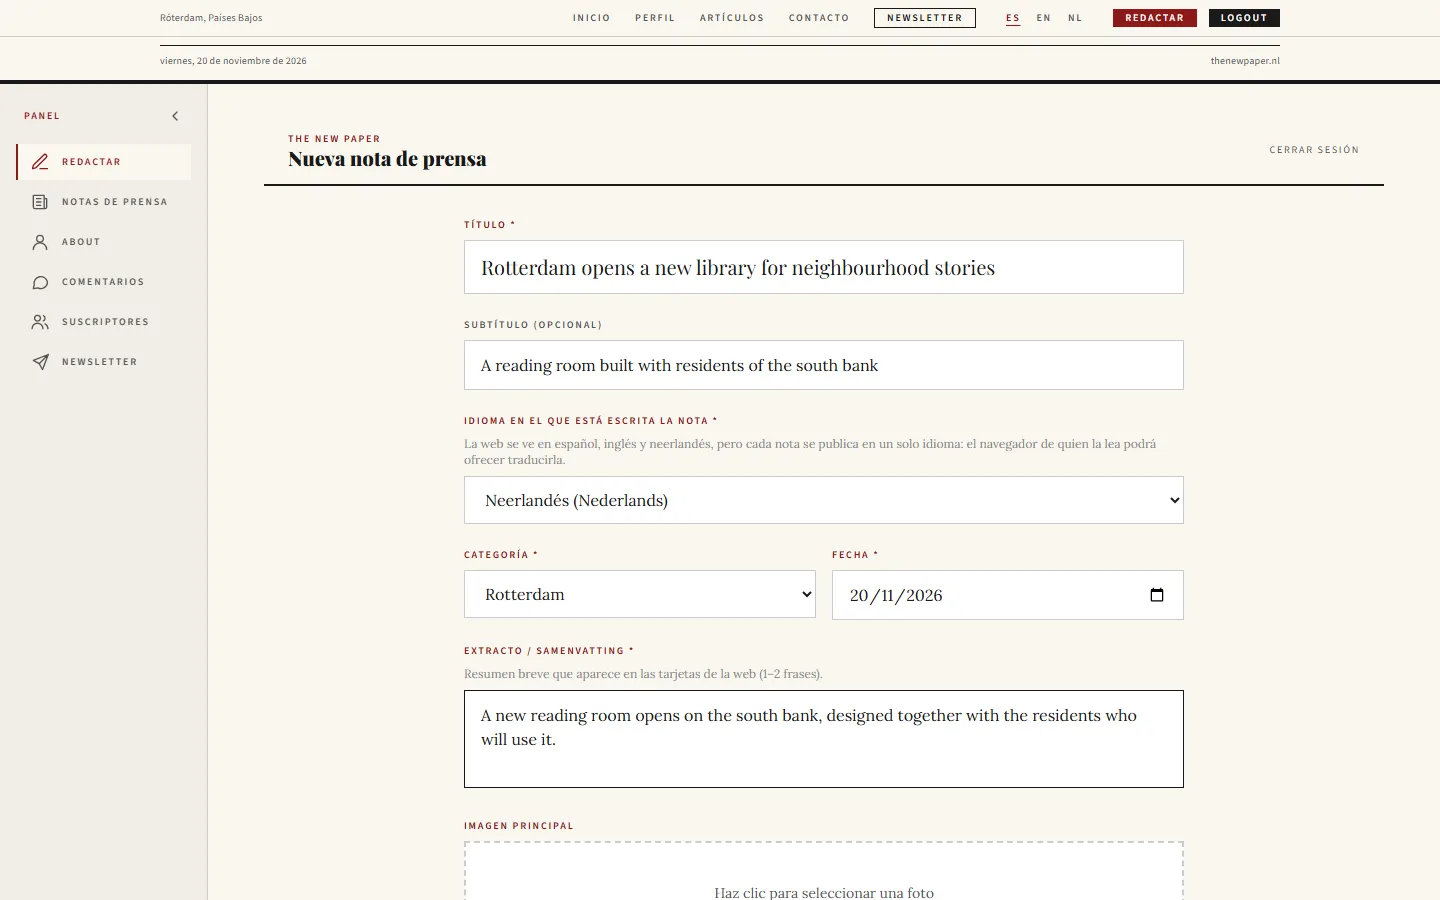 Róterdam, Países Bajos
INICIO PERFIL ARTÍCULOS CONTACTO NEWSLETTER ES EN NL REDACTAR LOGOUT
viernes, 20 de noviembre de 2026
thenewpaper.nl
PANEL
REDACTAR
NOTAS DE PRENSA
ABOUT
COMENTARIOS
SUSCRIPTORES
NEWSLETTER
THE NEW PAPER
Nueva nota de prensa
CERRAR SESIÓN
TÍTULO *
Rotterdam opens a new library for neighbourhood stories
SUBTÍTULO (OPCIONAL)
A reading room built with residents of the south bank
IDIOMA EN EL QUE ESTÁ ESCRITA LA NOTA *
La web se ve en español, inglés y neerlandés, pero cada nota se publica en un solo idioma: el navegador de quien la lea podrá
ofrecer traducirla.
Neerlandés (Nederlands)
CATEGORÍA * FECHA *
Rotterdam 20/11/2026
EXTRACTO / SAMENVATTING *
Resumen breve que aparece en las tarjetas de la web (1–2 frases).
A new reading room opens on the south bank, designed together with the residents who
will use it.
IMAGEN PRINCIPAL
Haz clic para seleccionar una foto